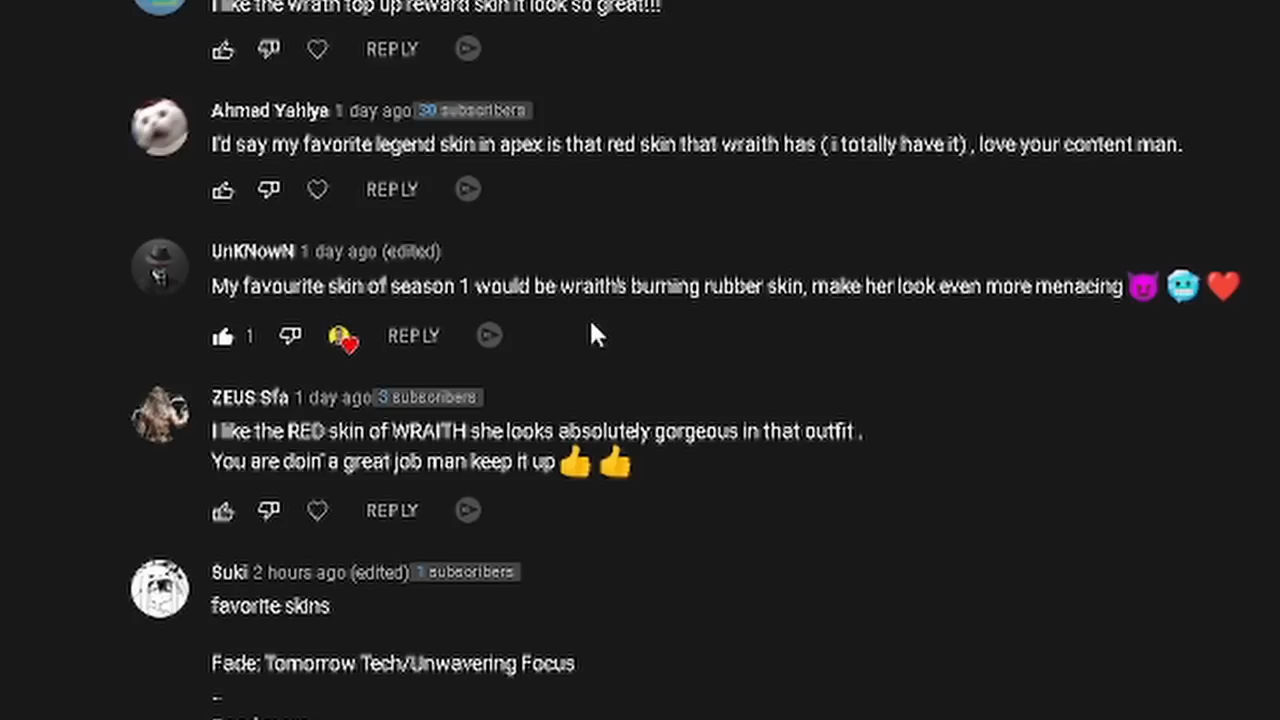 I like the wrath top up reward skin it look so great!!!
REPLY
Ahmad Yahiya 1 day ago 30 subscribers
I'd say my favorite legend skin in apex is that red skin that wraith has ( i totally have it) , love your content man.
REPLY
UnKNowN 1 day ago (edited)
My favourite skin of season 1 would be wraith's burning rubber skin, make her look even more menacing 😈 🥶 ❤️
1 REPLY
ZEUS Sfa 1 day ago 3 subscribers
I like the RED skin of WRAITH she looks absolutely gorgeous in that outfit .
You are doin' a great job man keep it up 👍 👍
REPLY
Suki 2 hours ago (edited) 1 subscribers
favorite skins
Fade: Tomorrow Tech/Unwavering Focus
-